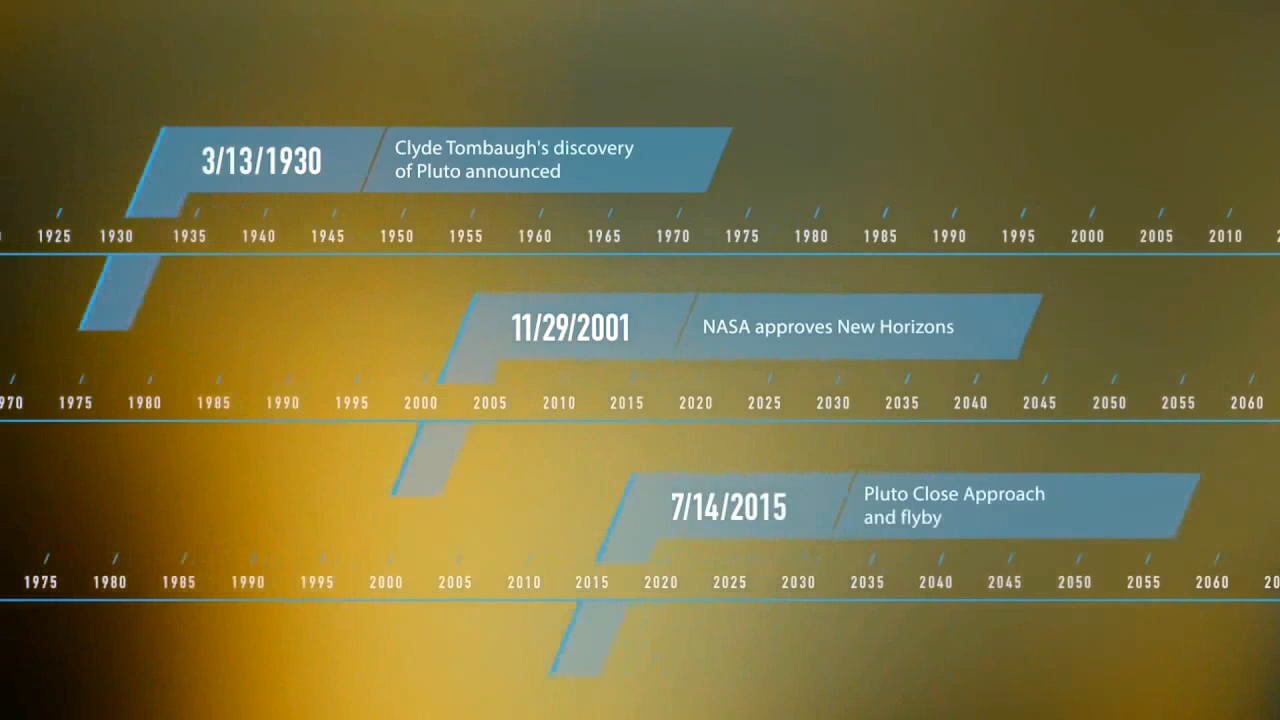 3/13/1930
Clyde Tombaugh's discovery
of Pluto announced
1925 1930 1935 1940 1945 1950 1955 1960 1965 1970 1975 1980 1985 1990 1995 2000 2005 2010
11/29/2001
NASA approves New Horizons
970 1975 1980 1985 1990 1995 2000 2005 2010 2015 2020 2025 2030 2035 2040 2045 2050 2055 2060
7/14/2015
Pluto Close Approach
and flyby
1975 1980 1985 1990 1995 2000 2005 2010 2015 2020 2025 2030 2035 2040 2045 2050 2055 2060 20